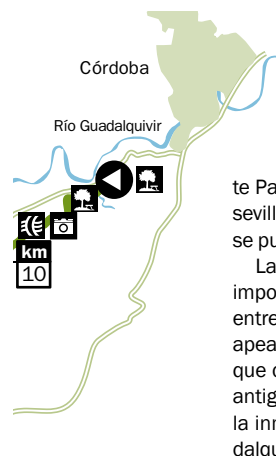 Córdoba
Río Guadalquivir
km
10
te Pa
sevill
se pu
La
impo
entre
apea
que c
antig
la inn
dalqu